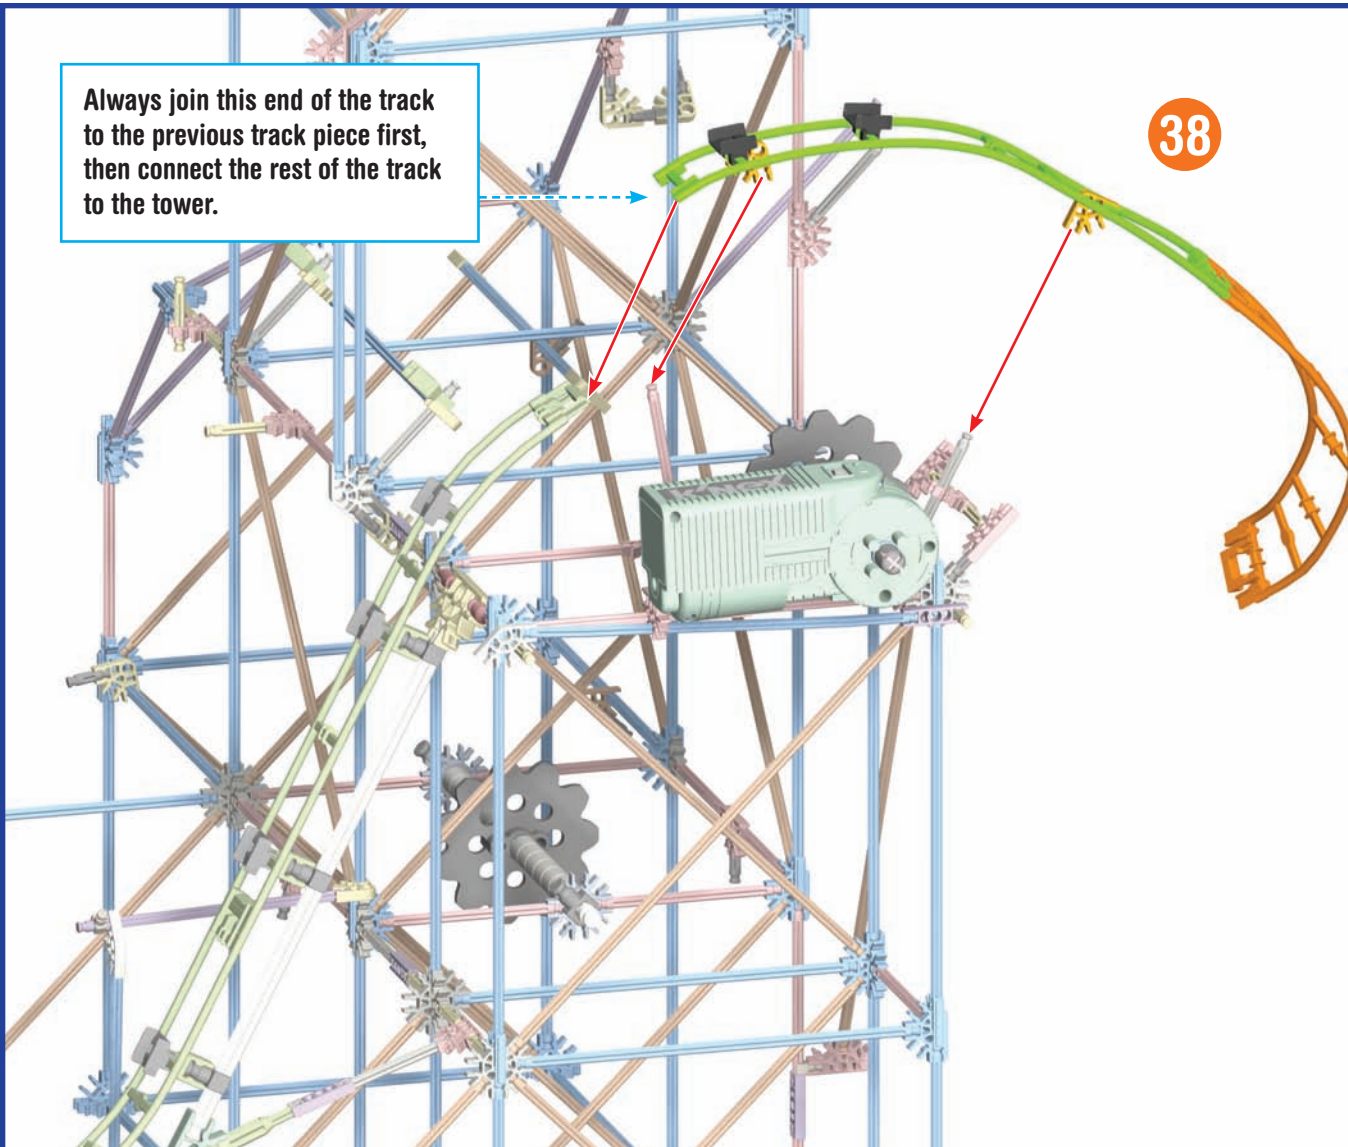 Always join this end of the track
to the previous track piece first,
then connect the rest of the track
to the tower.
38
K'NEX